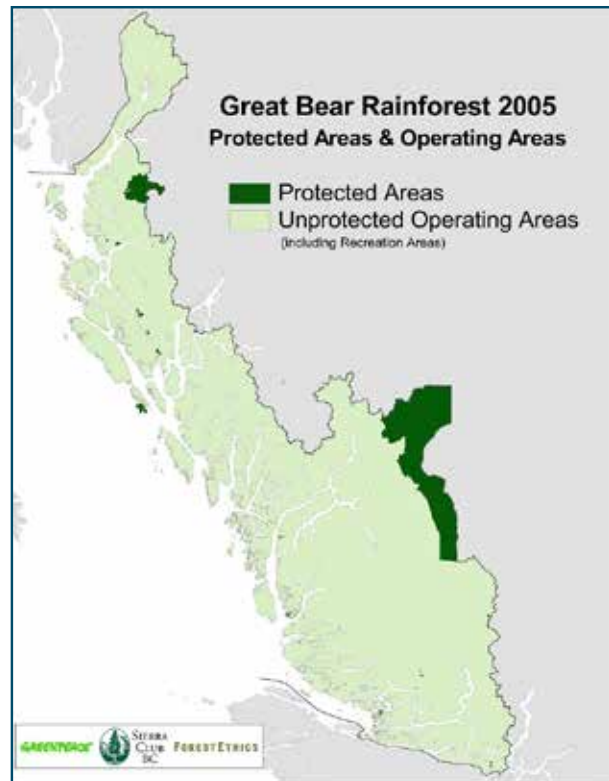 Great Bear Rainforest 2005
Protected Areas & Operating Areas
Protected Areas
Unprotected Operating Areas
(including Recreation Areas)
GREENPEACE
SIERRA
CLUB
BC
FORESTETHICS